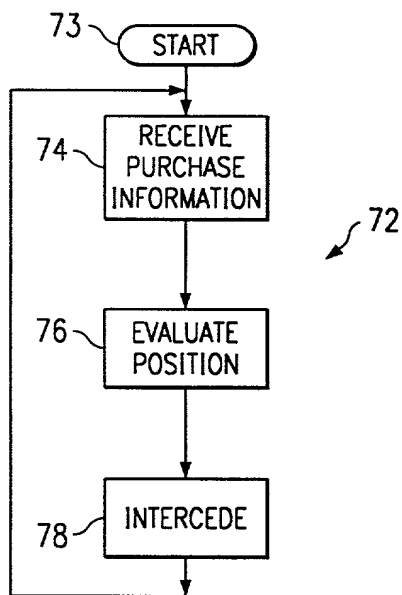 73
START
74
RECEIVE
PURCHASE
INFORMATION
72
76
EVALUATE
POSITION
78
INTERCEDE